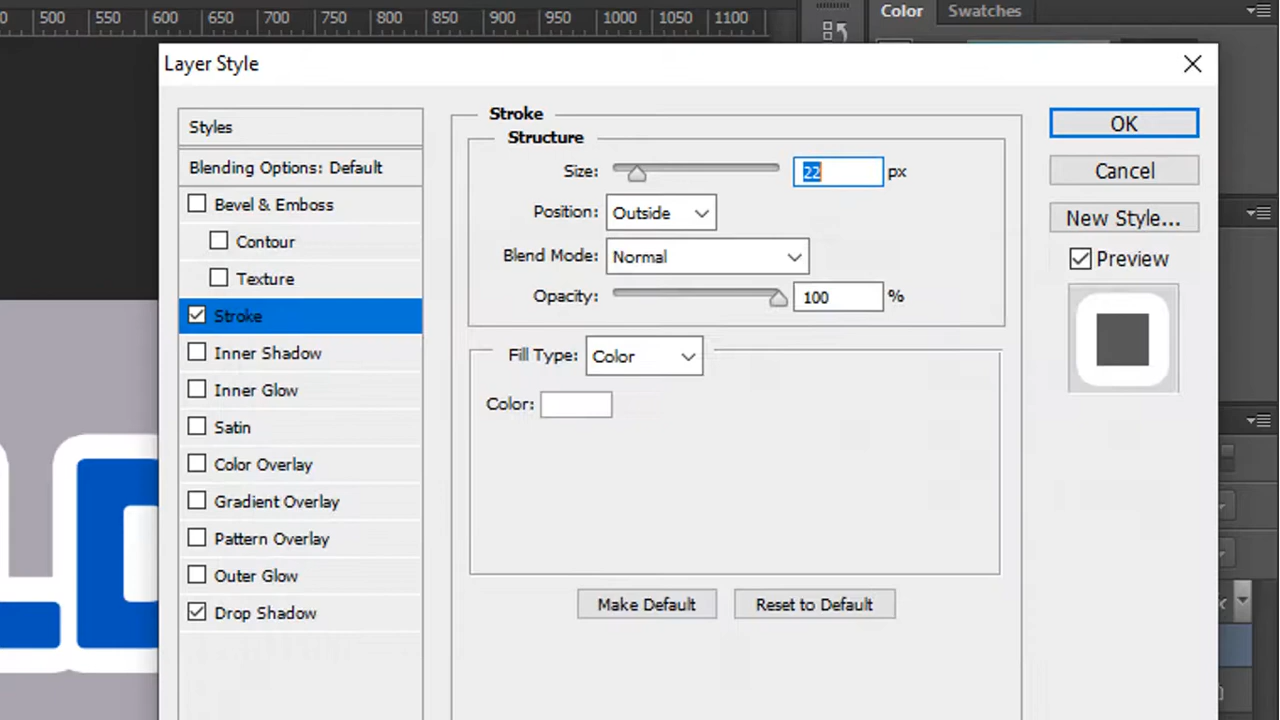 500 550 600 650 700 750 800 850 900 950 1000 1050 1100
Color Swatches
Layer Style
Styles
Blending Options: Default
Bevel & Emboss
Contour
Texture
Stroke
Inner Shadow
Inner Glow
Satin
Color Overlay
Gradient Overlay
Pattern Overlay
Outer Glow
Drop Shadow
Stroke
Structure
Size: 22 px
Position: Outside
Blend Mode: Normal
Opacity: 100 %
Fill Type: Color
Color:
Make Default Reset to Default
OK
Cancel
New Style...
Preview